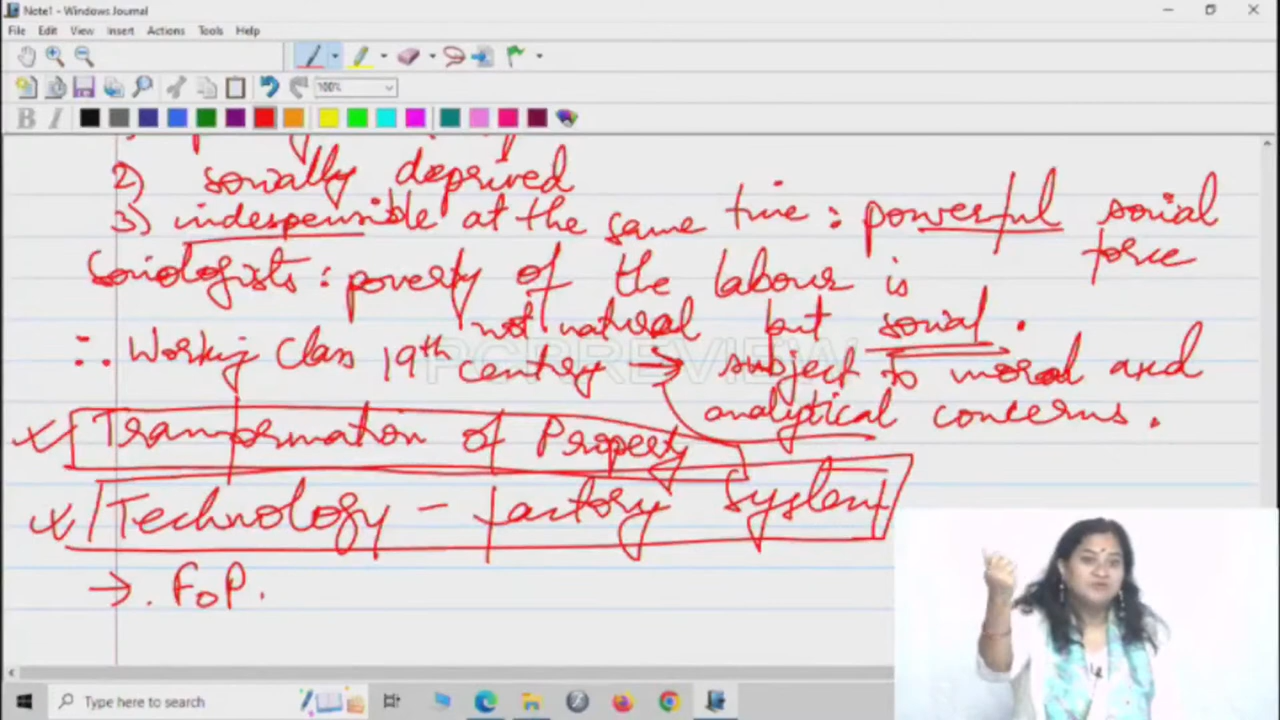 Note1 - Windows Journal
File Edit View Insert Actions Tools Help
100%
B I
2) socially deprived
3) indespensible at the same time : powerful social force
Sociologists : poverty of the labour is not natural but social .
∴ Working Class 19th century → subject to moral and analytical concerns .
Transformation of Property
Technology - factory System
→ . FoP .
Type here to search